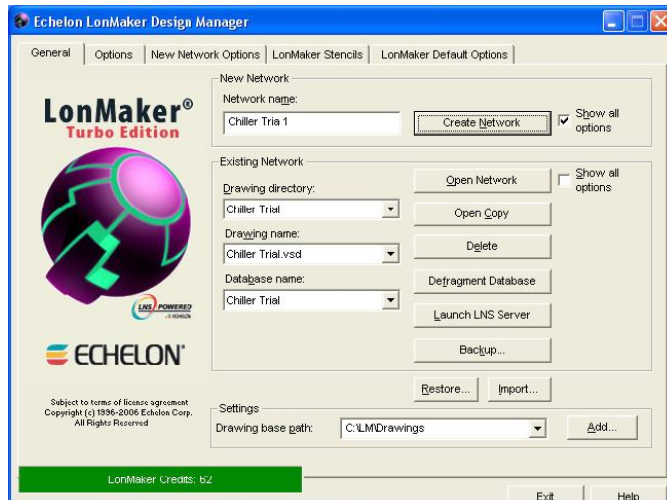 Echelon LonMaker Design Manager
General
Options
New Network Options
LonMaker Stencils
LonMaker Default Options
LonMaker®
Turbo Edition
LNS POWERED
BY ECHELON
ECHELON®
Subject to terms of license agreement
Copyright (c) 1996-2006 Echelon Corp.
All Rights Reserved
New Network
Network name:
Chiller Tria 1
Create Network
Show all
options
Existing Network
Drawing directory:
Chiller Trial
Drawing name:
Chiller Trial.vsd
Database name:
Chiller Trial
Open Network
Show all
options
Open Copy
Delete
Defragment Database
Launch LNS Server
Backup...
Restore...
Import...
Settings
Drawing base path:
C:\LM\Drawings
Add...
LonMaker Credits: 62
Exit
Help